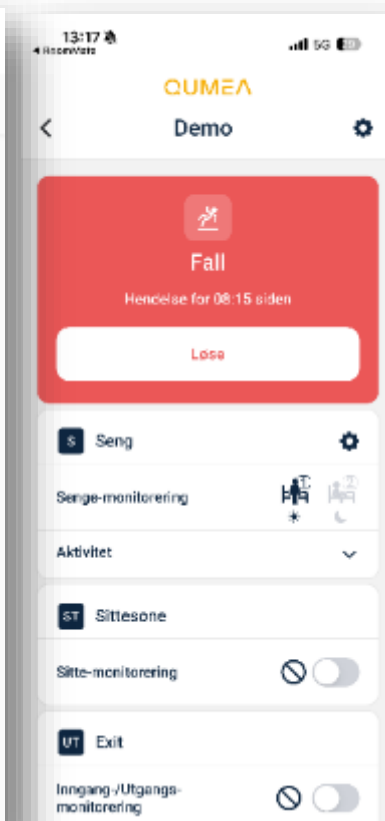 13:17
RoomMate
5G
QUMEA
Demo
Fall
Hendelse for 08:15 siden
Løse
S Seng
Senge-monitorering
Aktivitet
ST Sittesone
Sitte-monitorering
UT Exit
Inngang-/Utgangs-
monitorering